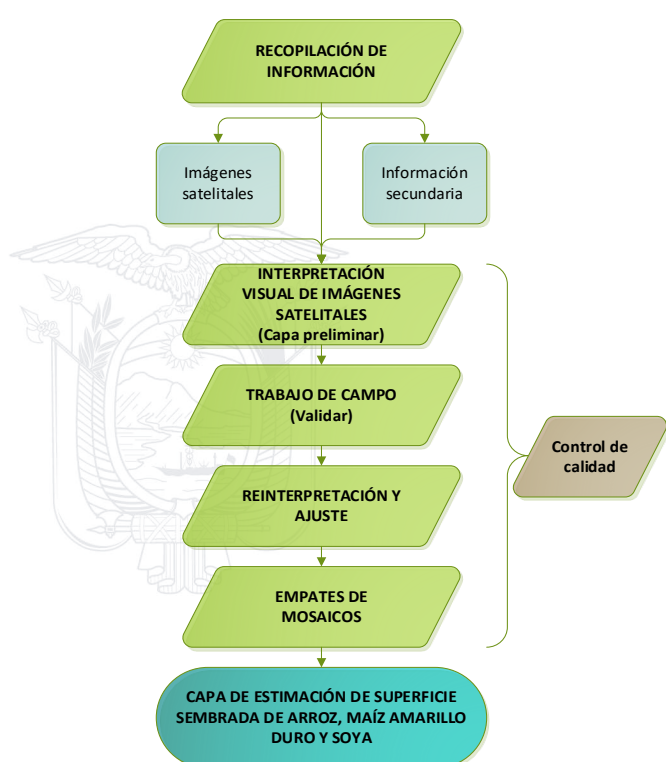 RECOPILACIÓN DE
INFORMACIÓN
Imágenes
satelitales
Información
secundaria
INTERPRETACIÓN
VISUAL DE IMÁGENES
SATELITALES
(Capa preliminar)
TRABAJO DE CAMPO
(Validar)
Control de
calidad
REINTERPRETACIÓN Y
AJUSTE
EMPATES DE
MOSAICOS
CAPA DE ESTIMACIÓN DE SUPERFICIE
SEMBRADA DE ARROZ, MAÍZ AMARILLO
DURO Y SOYA